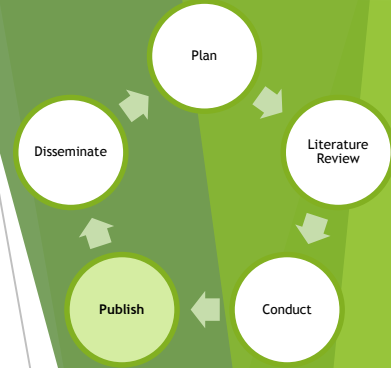 Plan
Literature
Review
Conduct
Publish
Disseminate